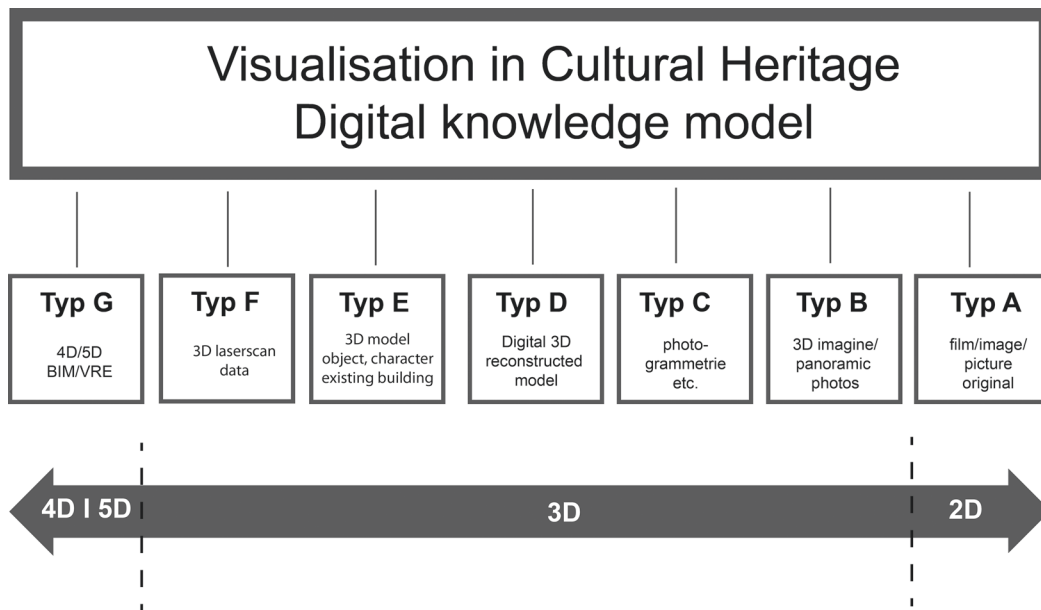 Visualisation in Cultural Heritage
Digital knowledge model
Typ G
4D/5D
BIM/VRE
Typ F
3D laserscan
data
Typ E
3D model
object, character
existing building
Typ D
Digital 3D
reconstructed
model
Typ C
photo-
grammetrie
etc.
Typ B
3D imagine/
panoramic
photos
Typ A
film/image/
picture
original
4D I 5D
3D
2D